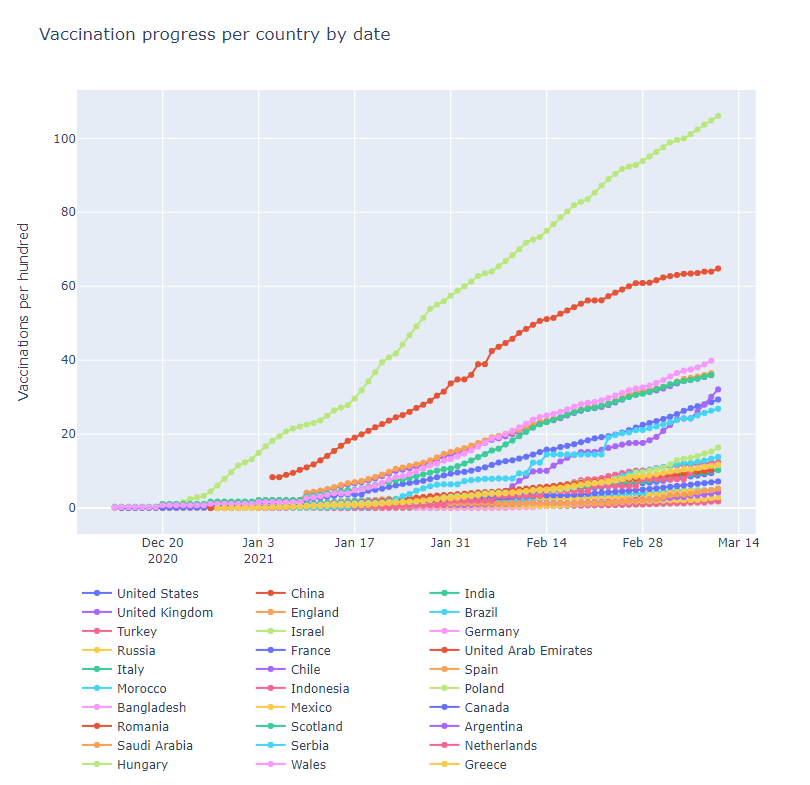 Vaccination progress per country by date
Vaccinations per hundred
100
80
60
40
20
0
Dec 20 2020
Jan 3 2021
Jan 17
Jan 31
Feb 14
Feb 28
Mar 14
United States China India
United Kingdom England Brazil
Turkey Israel Germany
Russia France United Arab Emirates
Italy Chile Spain
Morocco Indonesia Poland
Bangladesh Mexico Canada
Romania Scotland Argentina
Saudi Arabia Serbia Netherlands
Hungary Wales Greece